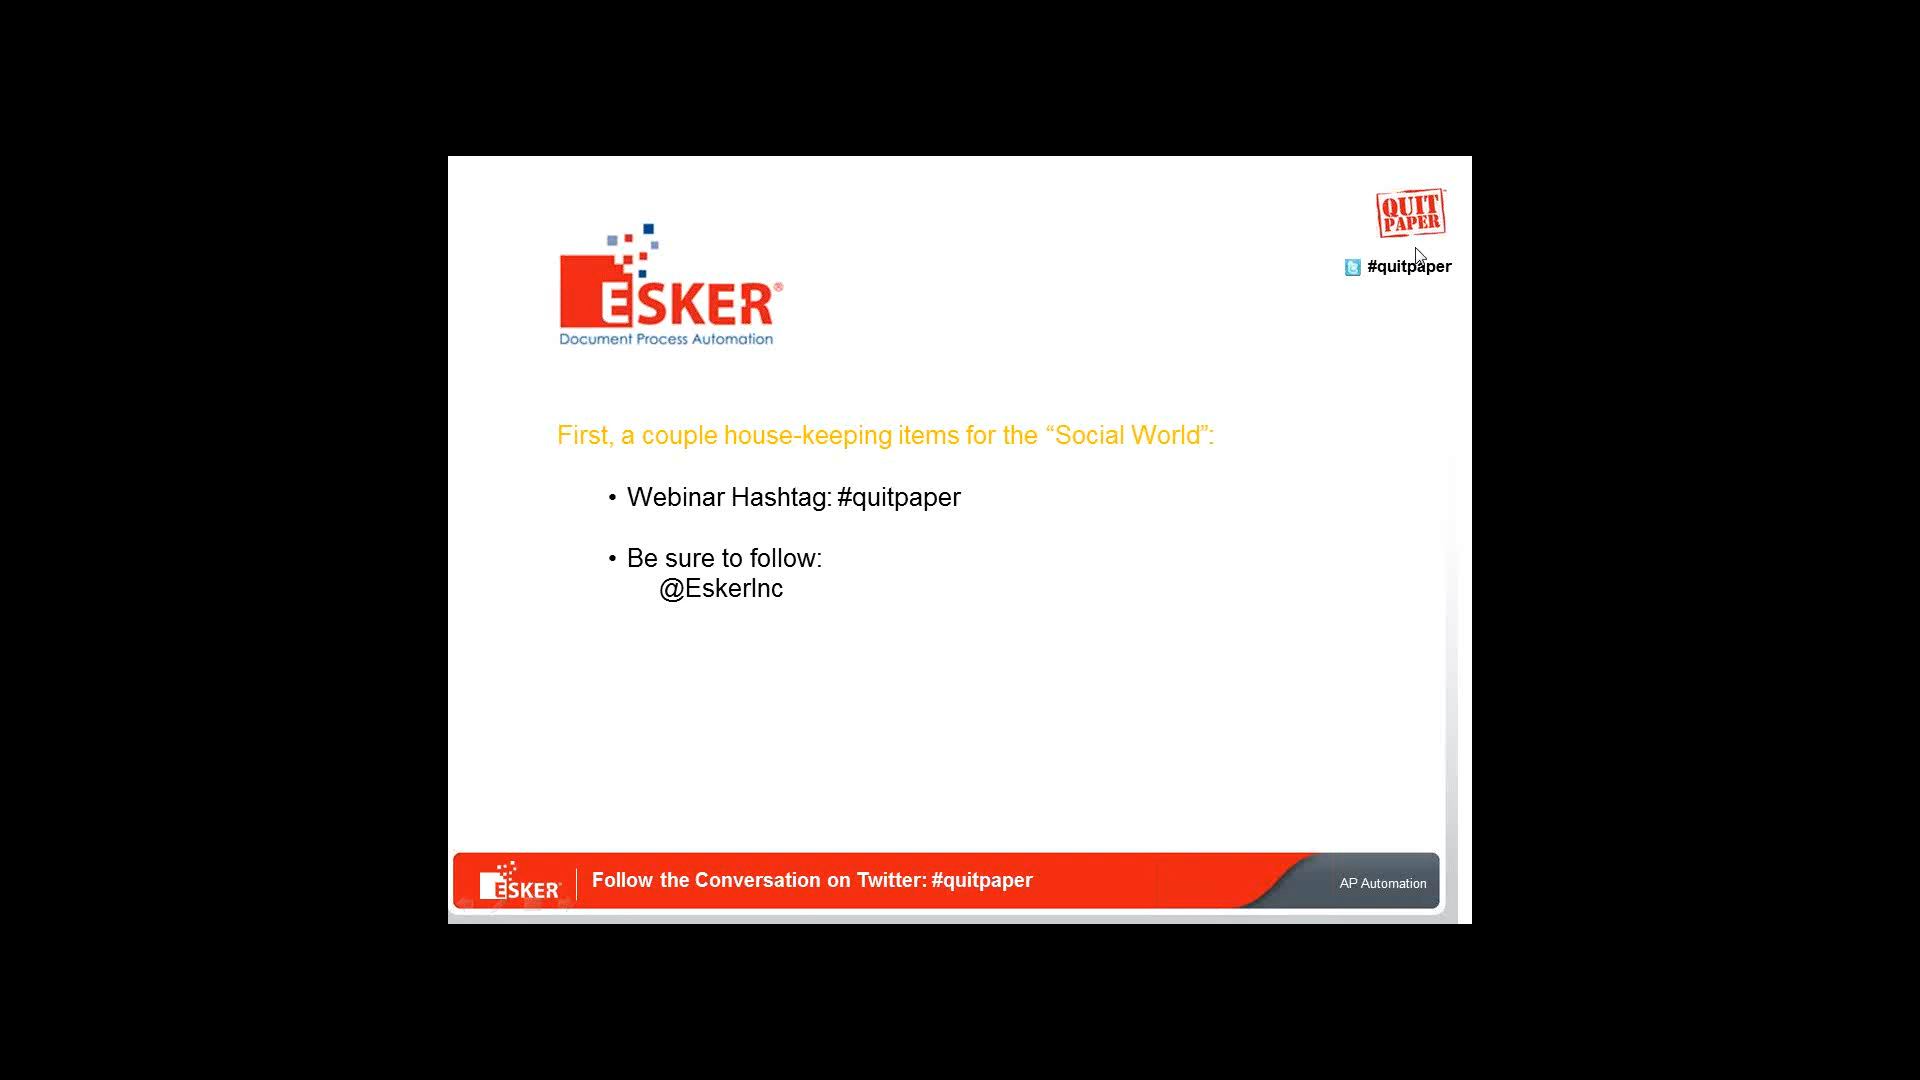 QUIT
PAPER
#quitpaper
ESKER®
Document Process Automation
First, a couple house-keeping items for the “Social World”:
• Webinar Hashtag: #quitpaper
• Be sure to follow:
@EskerInc
ESKER
Follow the Conversation on Twitter: #quitpaper
AP Automation